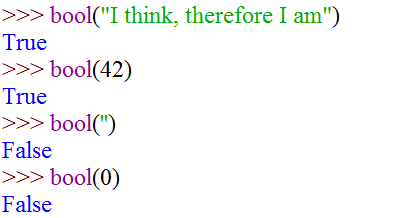 >>> bool("I think, therefore I am")
True
>>> bool(42)
True
>>> bool('')
False
>>> bool(0)
False